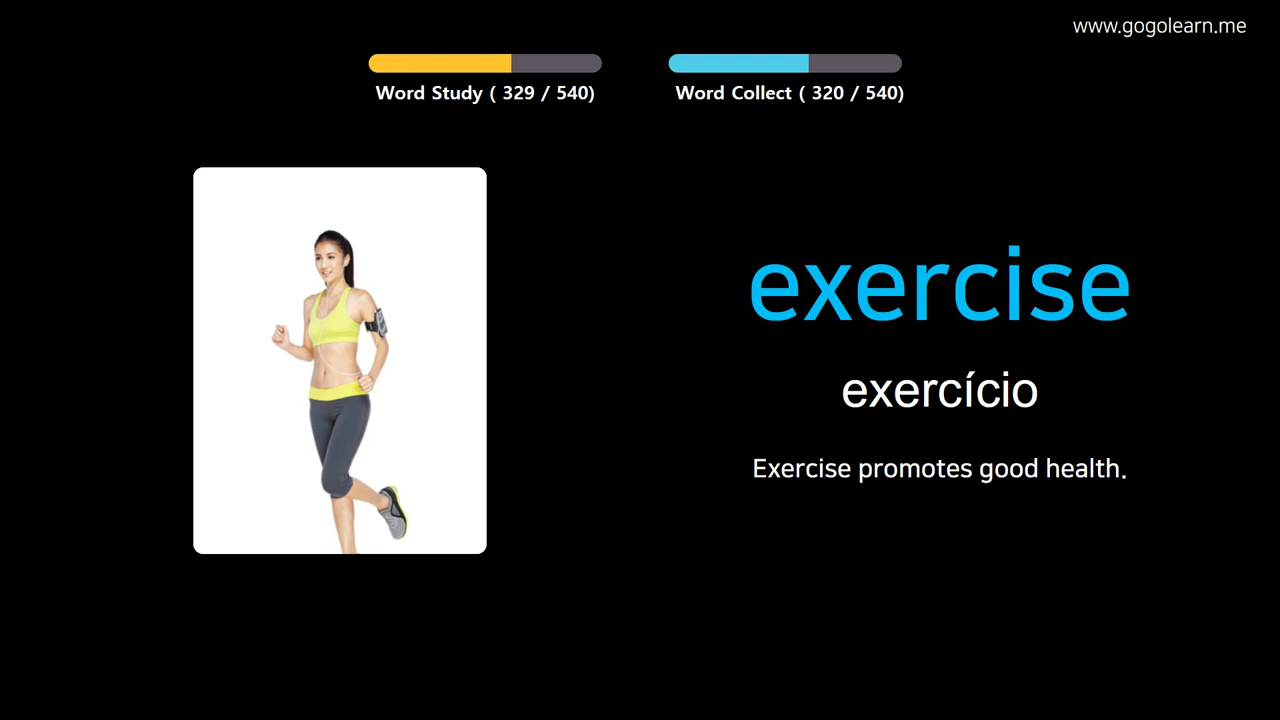 www.gogolearn.me
Word Study ( 329 / 540)
Word Collect ( 320 / 540)
exercise
exercício
Exercise promotes good health.